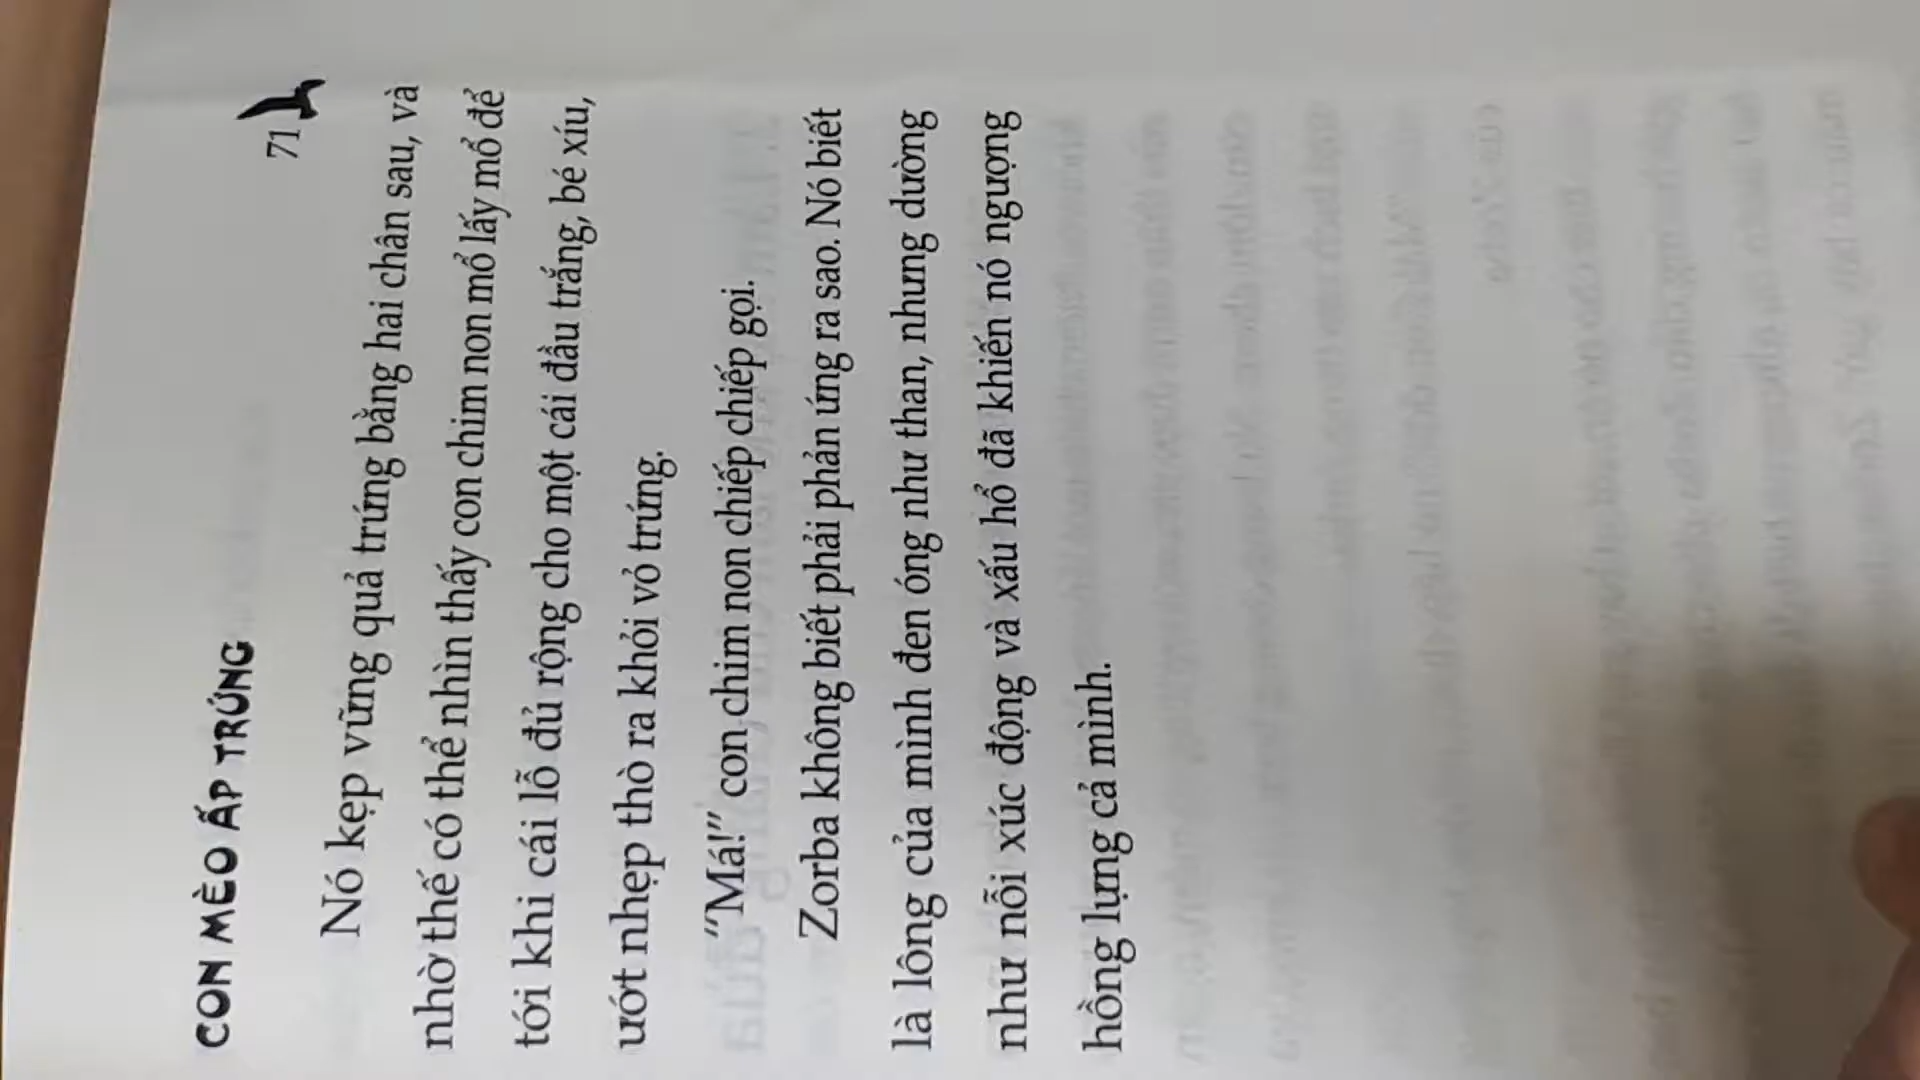 CON MÈO ẤP TRỨNG 71
Nó kẹp vững quả trứng bằng hai chân sau, và
nhờ thế có thể nhìn thấy con chim non mổ lấy mổ để
tới khi cái lỗ đủ rộng cho một cái đầu trắng, bé xíu,
ướt nhẹp thò ra khỏi vỏ trứng.
"Má!" con chim non chiếp chiếp gọi.
Zorba không biết phải phản ứng ra sao. Nó biết
là lông của mình đen óng như than, nhưng dường
như nỗi xúc động và xấu hổ đã khiến nó ngượng
hồng lựng cả mình.